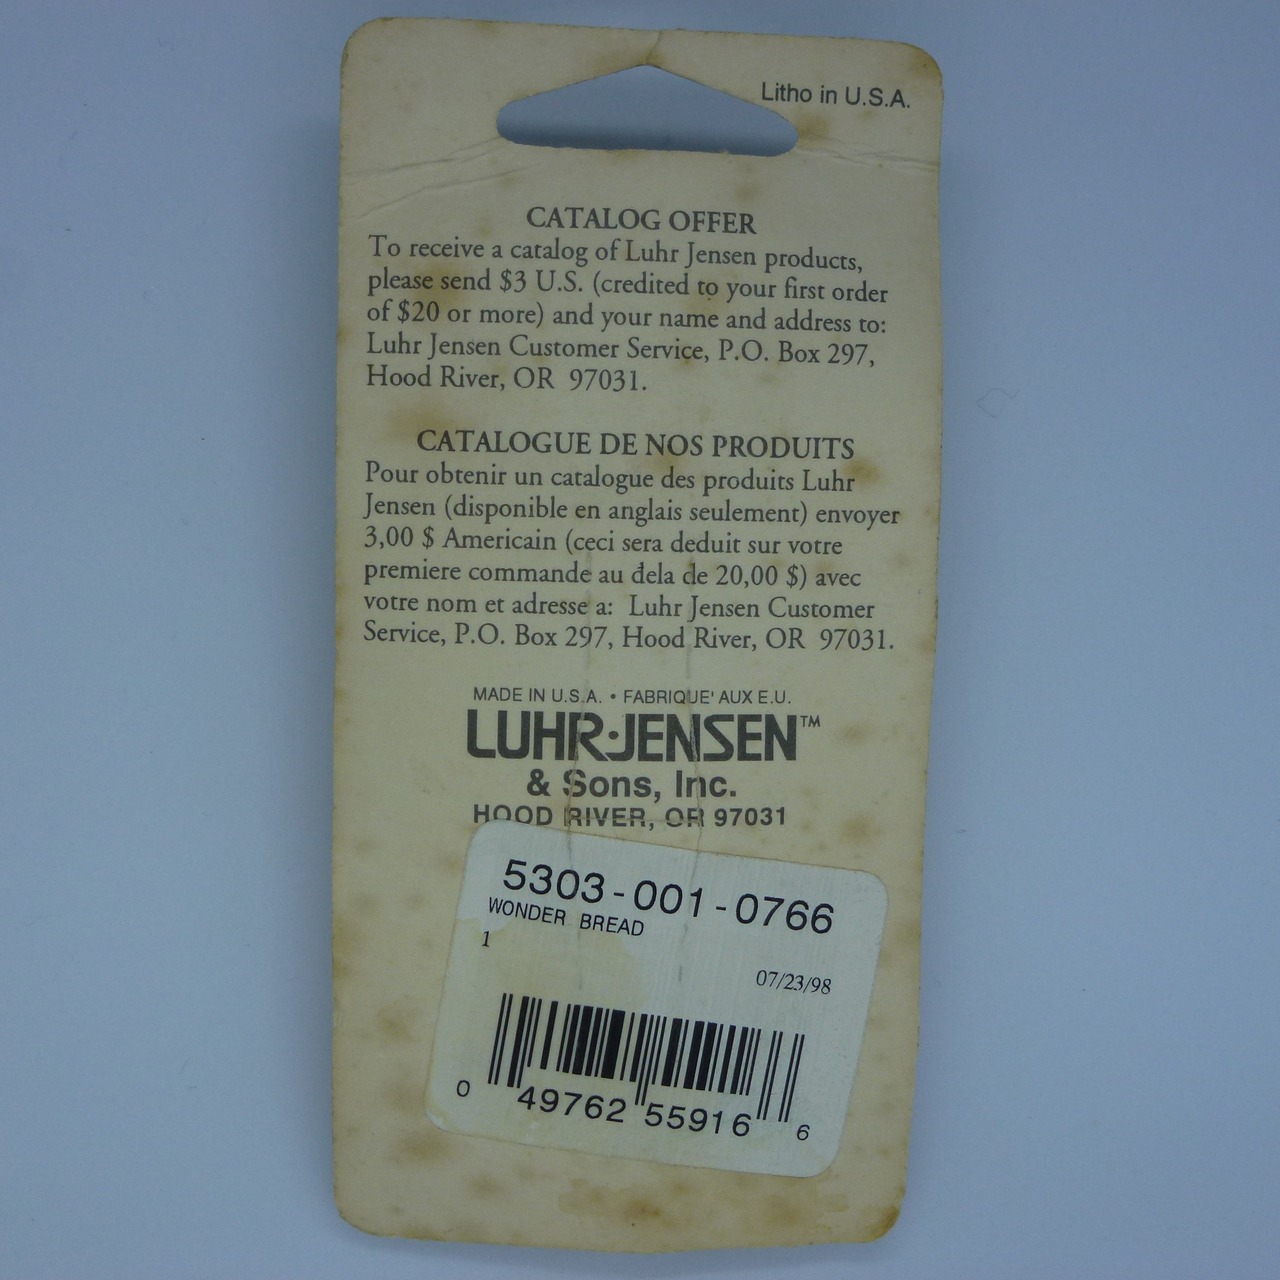 Litho in U.S.A.
CATALOG OFFER
To receive a catalog of Luhr Jensen products,
please send $3 U.S. (credited to your first order
of $20 or more) and your name and address to:
Luhr Jensen Customer Service, P.O. Box 297,
Hood River, OR 97031.
CATALOGUE DE NOS PRODUITS
Pour obtenir un catalogue des produits Luhr
Jensen (disponible en anglais seulement) envoyer
3,00 $ Americain (ceci sera deduit sur votre
premiere commande au dela de 20,00 $) avec
votre nom et adresse a: Luhr Jensen Customer
Service, P.O. Box 297, Hood River, OR 97031.
MADE IN U.S.A. • FABRIQUE' AUX E.U.
LUHR·JENSEN™
& Sons, Inc.
HOOD RIVER, OR 97031
5303-001-0766
WONDER BREAD
1
07/23/98
0 49762 55916 6